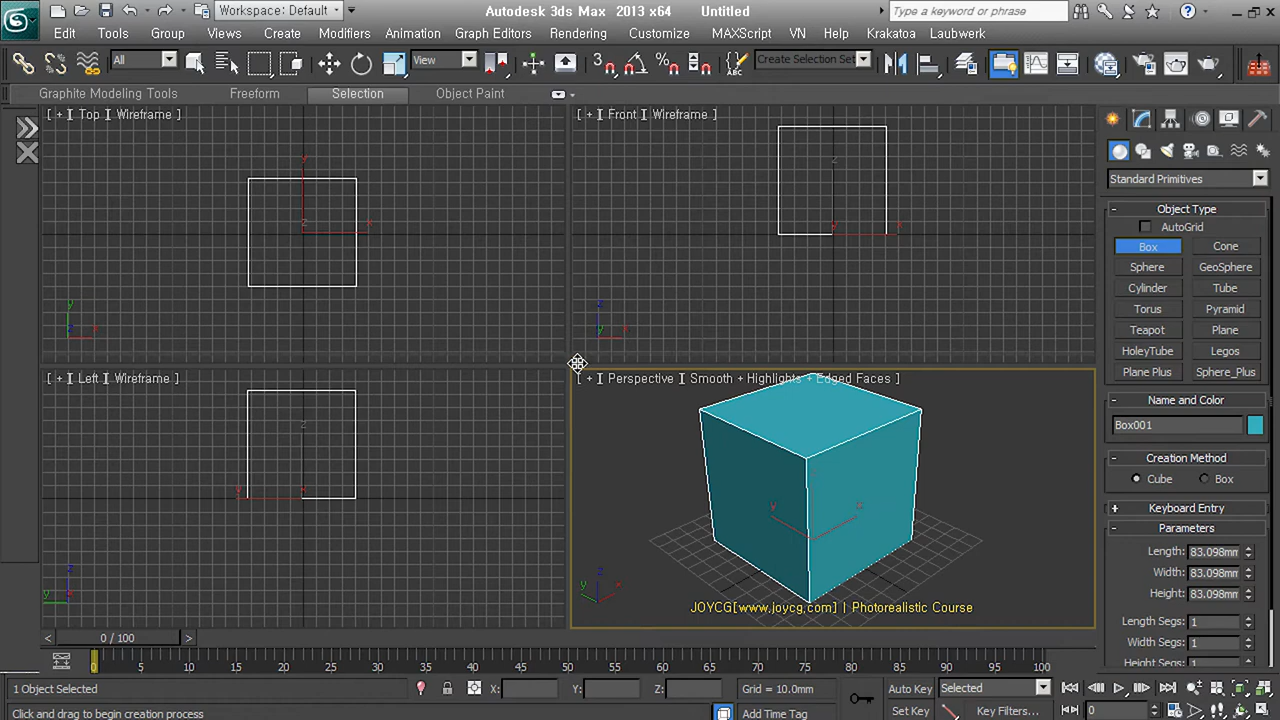 Workspace: Default
Autodesk 3ds Max 2013 x64 Untitled
Type a keyword or phrase
Edit Tools Group Views Create Modifiers Animation Graph Editors Rendering Customize MAXScript VN Help Krakatoa Laubwerk
All
View
Create Selection Set
Graphite Modeling Tools Freeform Selection Object Paint
[ + ][ Top ][ Wireframe ]
[ + ][ Front ][ Wireframe ]
[ + ][ Left ][ Wireframe ]
[ + ][ Perspective ][ Smooth + Highlights + Edged Faces ]
JOYCG[www.joycg.com] | Photorealistic Course
Standard Primitives
Object Type
AutoGrid
Box Cone
Sphere GeoSphere
Cylinder Tube
Torus Pyramid
Teapot Plane
HoleyTube Legos
Plane Plus Sphere_Plus
Name and Color
Box001
Creation Method
Cube Box
Keyboard Entry
Parameters
Length: 83.098mm
Width: 83.098mm
Height: 83.098mm
Length Segs: 1
Width Segs: 1
Height Segs: 1
0 / 100
0 5 10 15 20 25 30 35 40 45 50 55 60 65 70 75 80 85 90 95 100
1 Object Selected
X: Y: Z: Grid = 10.0mm
Auto Key Selected
Click and drag to begin creation process
Add Time Tag
Set Key Key Filters... 0